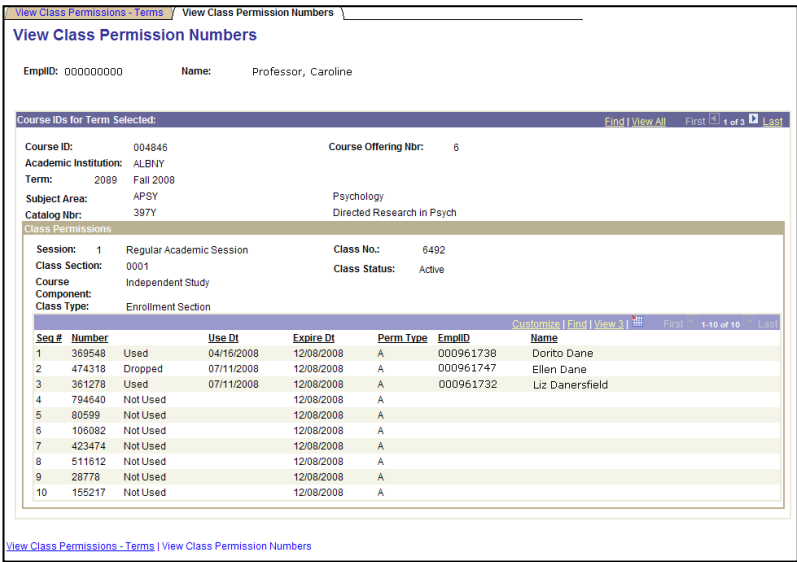 View Class Permissions - Terms View Class Permission Numbers
View Class Permission Numbers
EmplID: 000000000 Name: Professor, Caroline
Course IDs for Term Selected: Find | View All First 1 of 3 Last
Course ID: 004846 Course Offering Nbr: 6
Academic Institution: ALBNY
Term: 2089 Fall 2008
Subject Area: APSY Psychology
Catalog Nbr: 397Y Directed Research in Psych
Class Permissions
Session: 1 Regular Academic Session Class No.: 6492
Class Section: 0001 Class Status: Active
Course Component: Independent Study
Class Type: Enrollment Section
Customize | Find | View 3 | First 1-10 of 10 Last
Seq # Number Use Dt Expire Dt Perm Type EmplID Name
1 369548 Used 04/16/2008 12/08/2008 A 000961738 Dorito Dane
2 474318 Dropped 07/11/2008 12/08/2008 A 000961747 Ellen Dane
3 361278 Used 07/11/2008 12/08/2008 A 000961732 Liz Danersfield
4 794640 Not Used 12/08/2008 A
5 80599 Not Used 12/08/2008 A
6 106082 Not Used 12/08/2008 A
7 423474 Not Used 12/08/2008 A
8 511612 Not Used 12/08/2008 A
9 28778 Not Used 12/08/2008 A
10 155217 Not Used 12/08/2008 A
View Class Permissions - Terms | View Class Permission Numbers